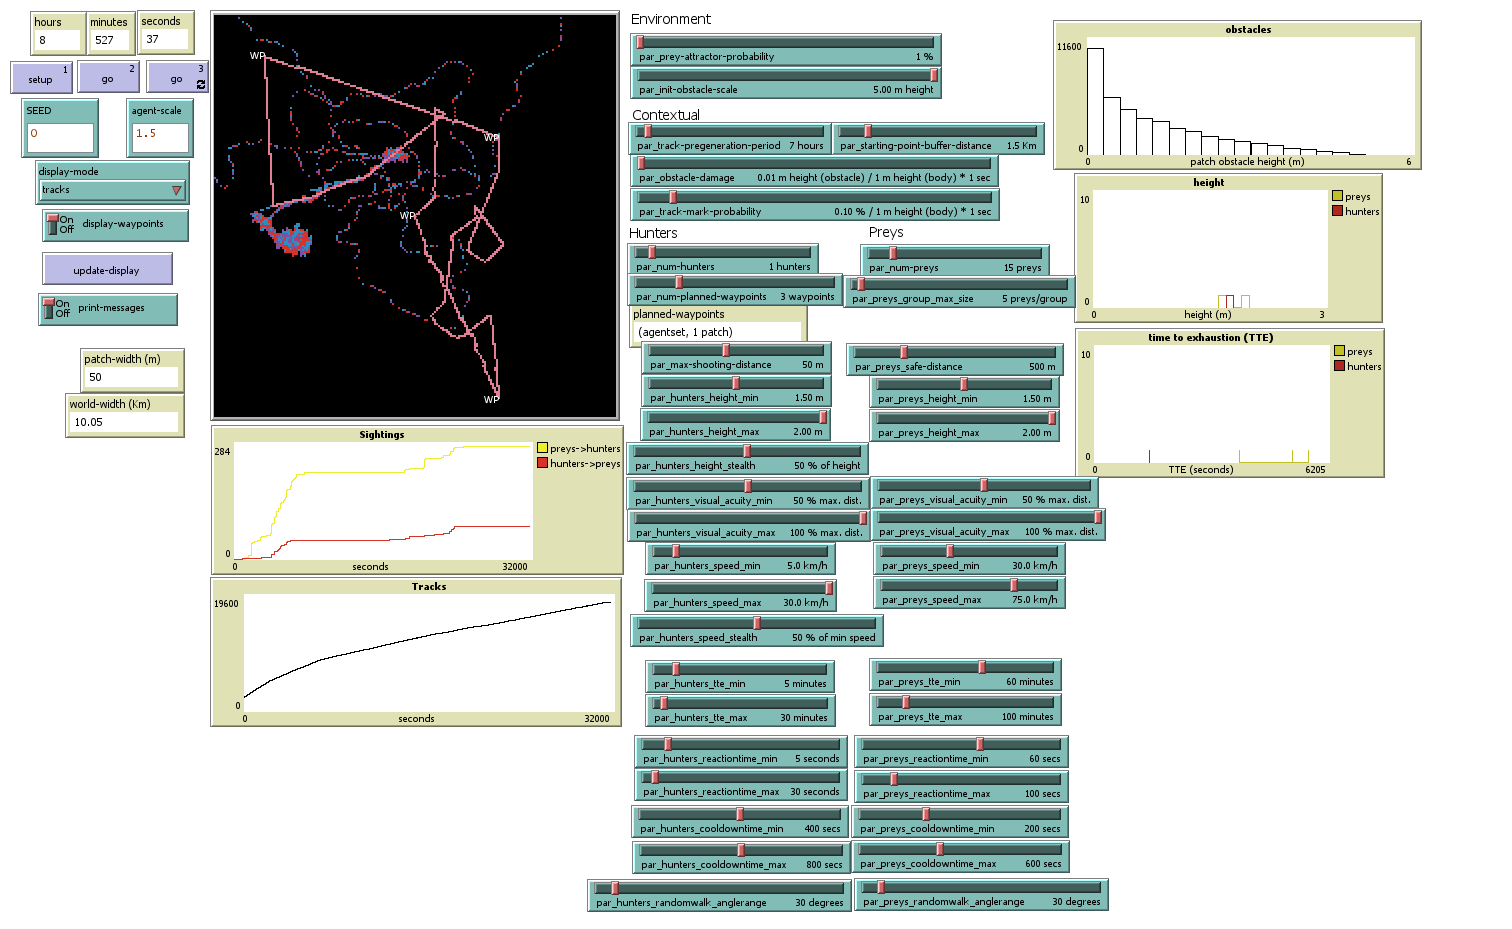 hours
8
minutes
527
seconds
37
setup
1
go
2
go
3
SEED
0
agent-scale
1.5
display-mode
tracks
On
Off
display-waypoints
update-display
On
Off
print-messages
patch-width (m)
50
world-width (Km)
10.05
WP
WP
WP
WP
Sightings
284
0
0
seconds
32000
preys->hunters
hunters->preys
Tracks
19600
0
0
seconds
32000
Environment
par_prey-attractor-probability 1 %
par_init-obstacle-scale 5.00 m height
Contextual
par_track-pregeneration-period 7 hours
par_starting-point-buffer-distance 1.5 Km
par_obstacle-damage 0.01 m height (obstacle) / 1 m height (body) * 1 sec
par_track-mark-probability 0.10 % / 1 m height (body) * 1 sec
Hunters
Preys
par_num-hunters 1 hunters
par_num-preys 15 preys
par_num-planned-waypoints 3 waypoints
par_preys_group_max_size 5 preys/group
planned-waypoints
(agentset, 1 patch)
par_max-shooting-distance 50 m
par_preys_safe-distance 500 m
par_hunters_height_min 1.50 m
par_preys_height_min 1.50 m
par_hunters_height_max 2.00 m
par_preys_height_max 2.00 m
par_hunters_height_stealth 50 % of height
par_hunters_visual_acuity_min 50 % max. dist.
par_preys_visual_acuity_min 50 % max. dist.
par_hunters_visual_acuity_max 100 % max. dist.
par_preys_visual_acuity_max 100 % max. dist.
par_hunters_speed_min 5.0 km/h
par_preys_speed_min 30.0 km/h
par_hunters_speed_max 30.0 km/h
par_preys_speed_max 75.0 km/h
par_hunters_speed_stealth 50 % of min speed
par_hunters_tte_min 5 minutes
par_preys_tte_min 60 minutes
par_hunters_tte_max 30 minutes
par_preys_tte_max 100 minutes
par_hunters_reactiontime_min 5 seconds
par_preys_reactiontime_min 60 secs
par_hunters_reactiontime_max 30 seconds
par_preys_reactiontime_max 100 secs
par_hunters_cooldowntime_min 400 secs
par_preys_cooldowntime_min 200 secs
par_hunters_cooldowntime_max 800 secs
par_preys_cooldowntime_max 600 secs
par_hunters_randomwalk_anglerange 30 degrees
par_preys_randomwalk_anglerange 30 degrees
obstacles
11600
0
0
patch obstacle height (m)
6
height
10
0
0
height (m)
3
preys
hunters
time to exhaustion (TTE)
10
0
0
TTE (seconds)
6205
preys
hunters